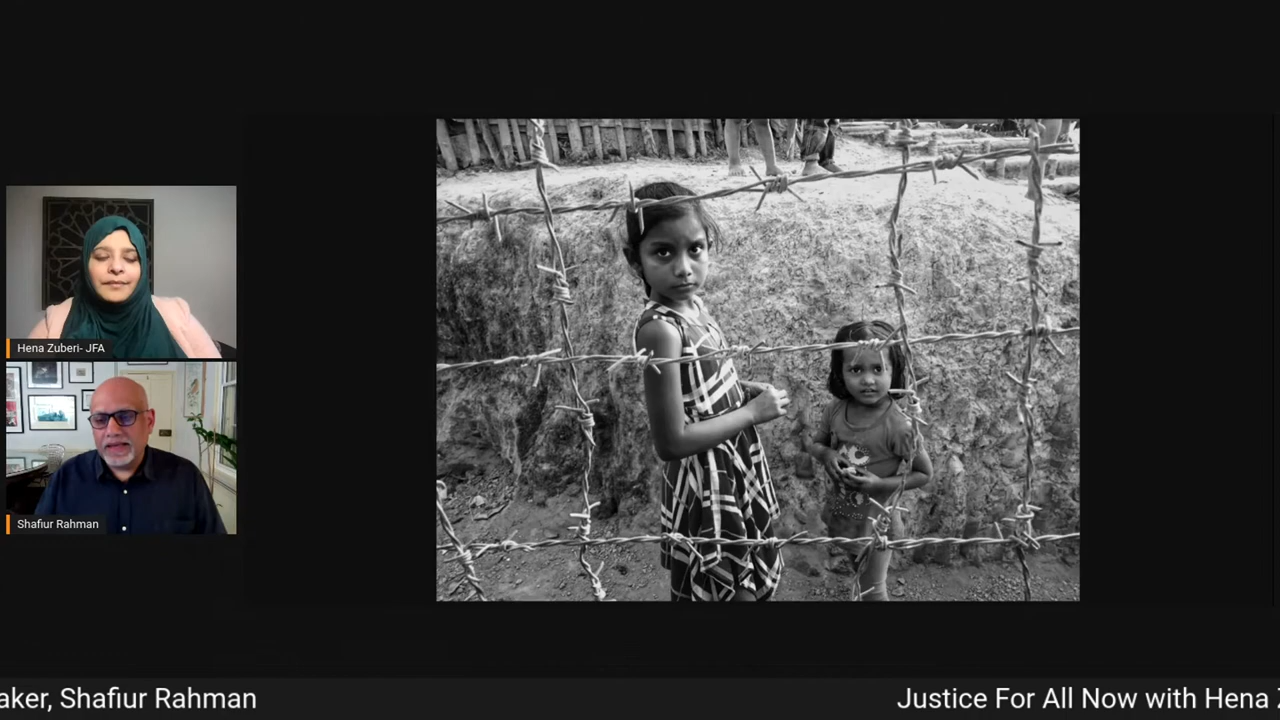 Hena Zuberi- JFA
Shafiur Rahman
aker, Shafiur Rahman
Justice For All Now with Hena